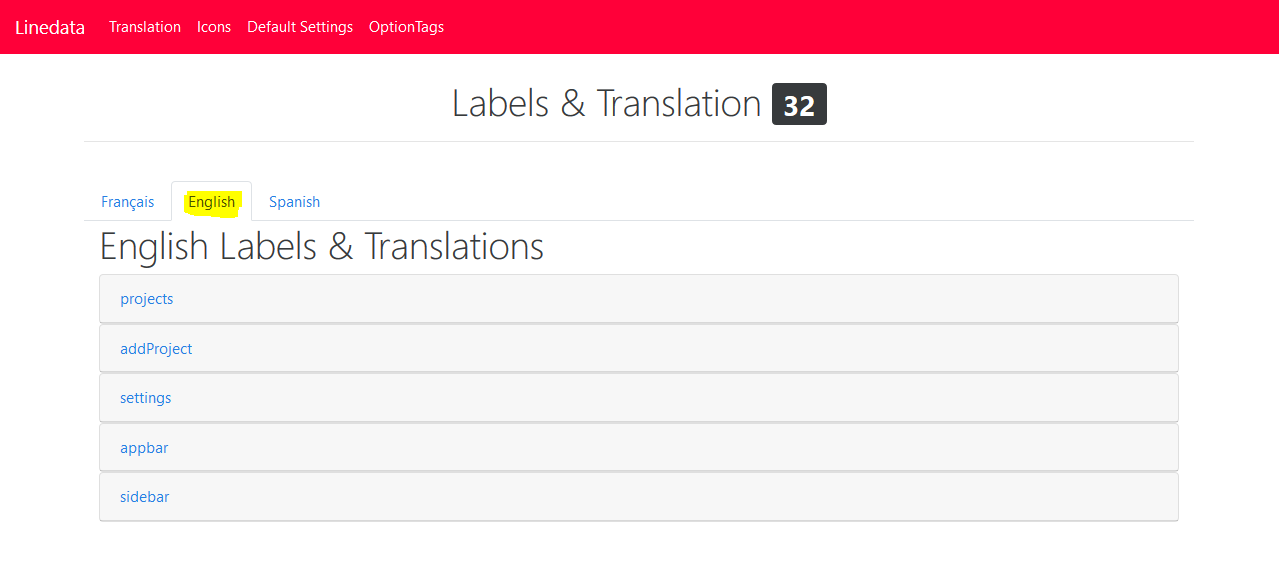 Linedata Translation Icons Default Settings OptionTags
Labels & Translation 32
Français English Spanish
English Labels & Translations
projects
addProject
settings
appbar
sidebar